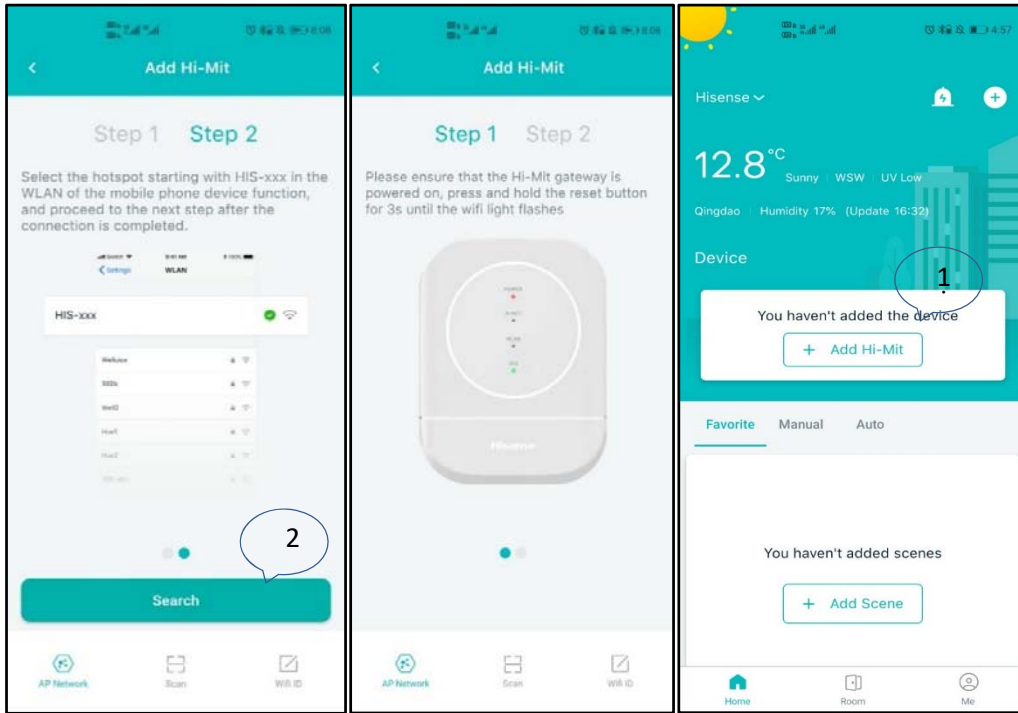 8:08
Add Hi-Mit
Step 1 Step 2
Select the hotspot starting with HIS-xxx in the
WLAN of the mobile phone device function,
and proceed to the next step after the
connection is completed.
Settings WLAN
HIS-xxx
2
Search
AP Network Scan Wifi ID
8:08
Add Hi-Mit
Step 1 Step 2
Please ensure that the Hi-Mit gateway is
powered on, press and hold the reset button
for 3s until the wifi light flashes
Hisense
AP Network Scan Wifi ID
4:57
Hisense
12.8°C Sunny WSW UV Low
Qingdao Humidity 17% (Update 16:32)
Device
1
You haven't added the device
+ Add Hi-Mit
Favorite Manual Auto
You haven't added scenes
+ Add Scene
Home Room Me